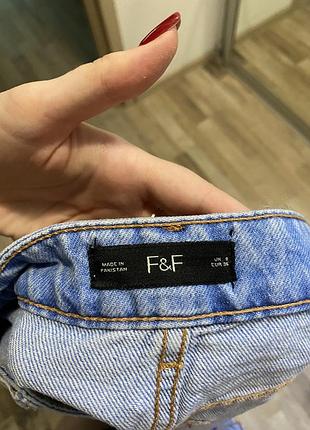 MADE IN
PAKISTAN
F&F
UK 8
EUR 36